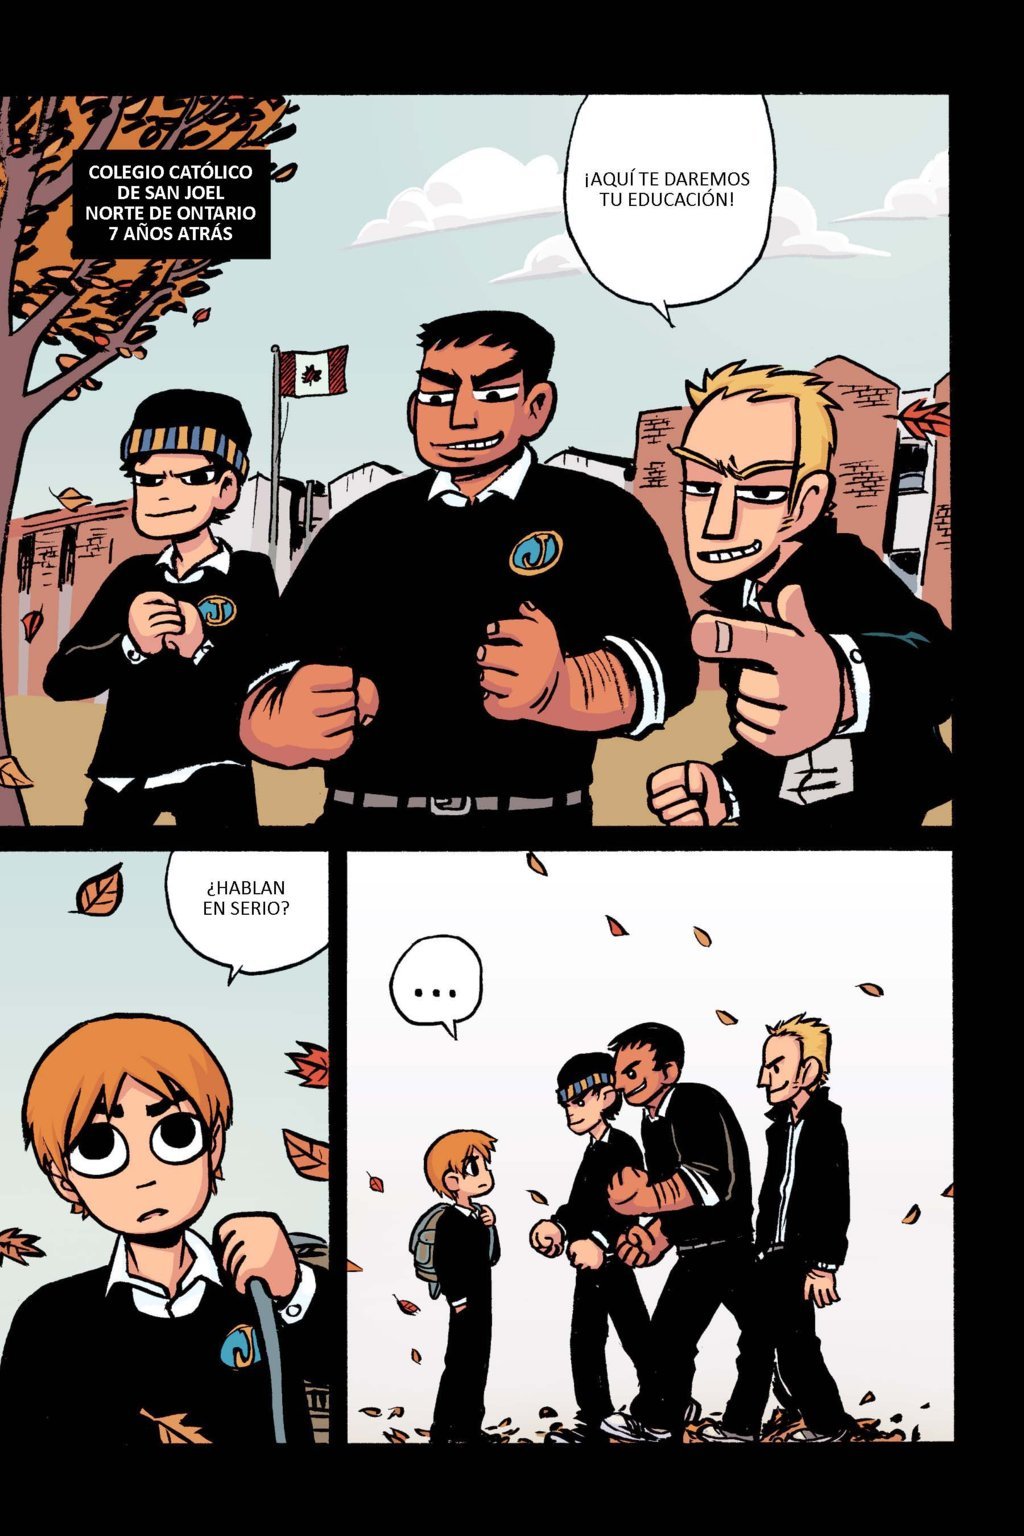 COLEGIO CATÓLICO
DE SAN JOEL
NORTE DE ONTARIO
7 AÑOS ATRÁS
¡AQUÍ TE DAREMOS
TU EDUCACIÓN!
¿HABLAN
EN SERIO?
...